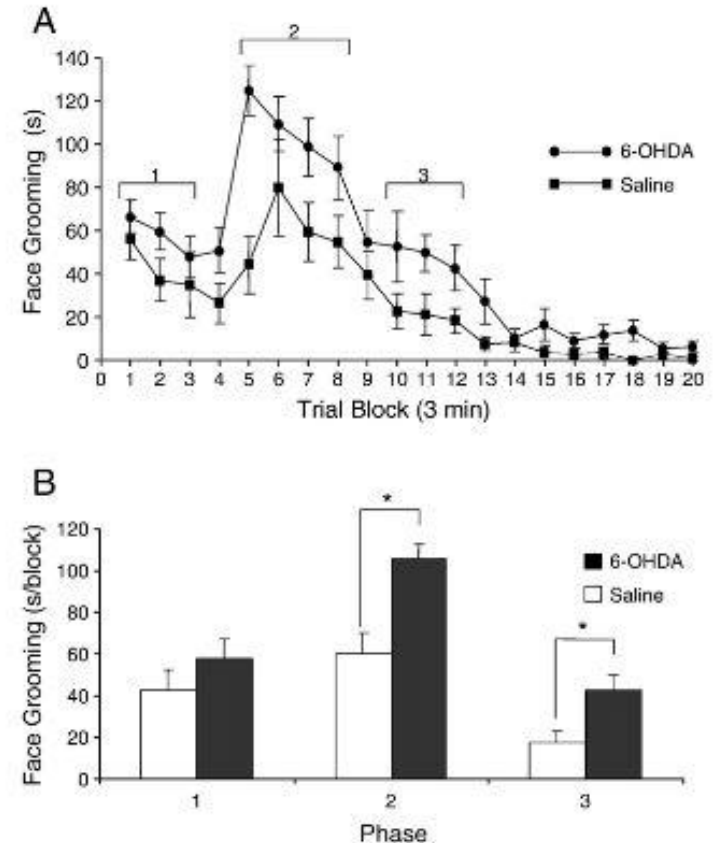 A
2
140
120
100
80
60
40
20
0
Face Grooming (s)
1
3
6-OHDA
Saline
0 1 2 3 4 5 6 7 8 9 10 11 12 13 14 15 16 17 18 19 20
Trial Block (3 min)
B
120
100
80
60
40
20
0
Face Grooming (s/block)
*
*
6-OHDA
Saline
1 2 3
Phase